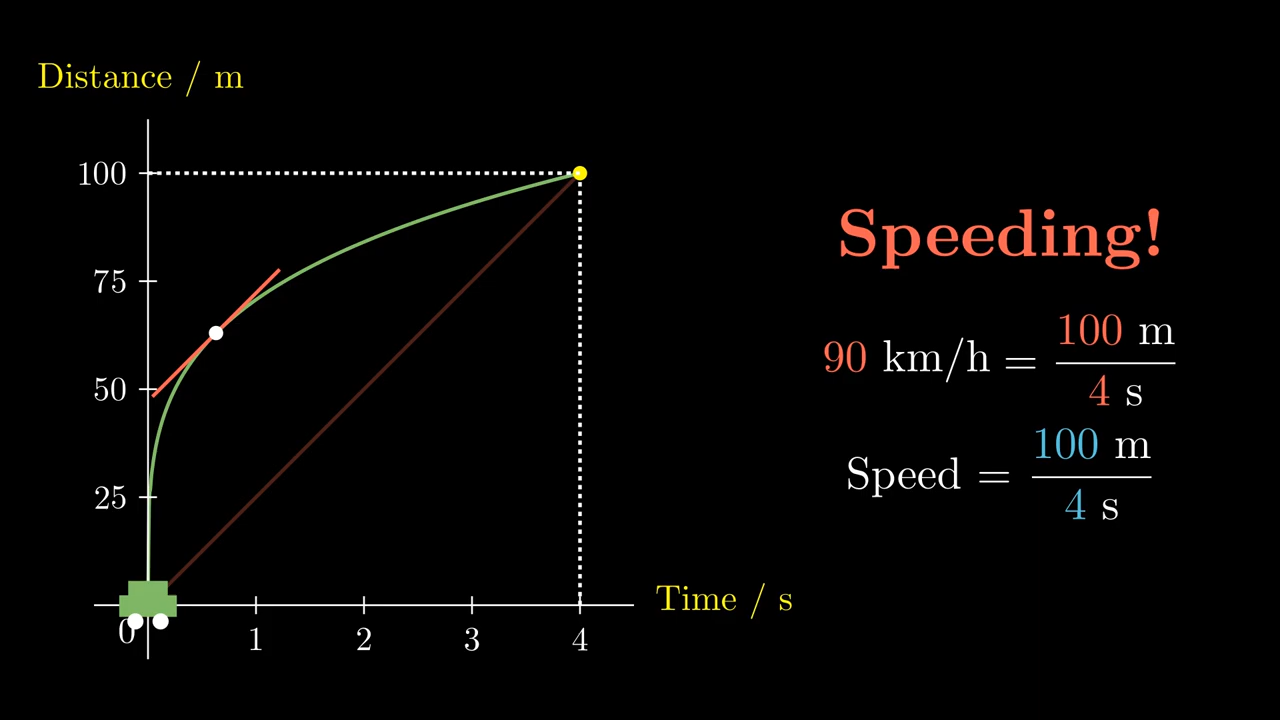 Distance / m
100
75
50
25
0
1 2 3 4
Time / s
Speeding!
90 km/h = 100 m / 4 s
Speed = 100 m / 4 s